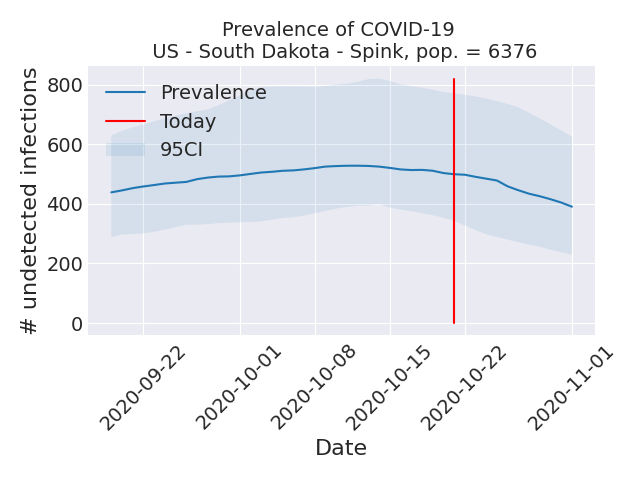 Prevalence of COVID-19
US - South Dakota - Spink, pop. = 6376
# undetected infections
800
600
400
200
0
Prevalence
Today
95CI
2020-09-22
2020-10-01
2020-10-08
2020-10-15
2020-10-22
2020-11-01
Date